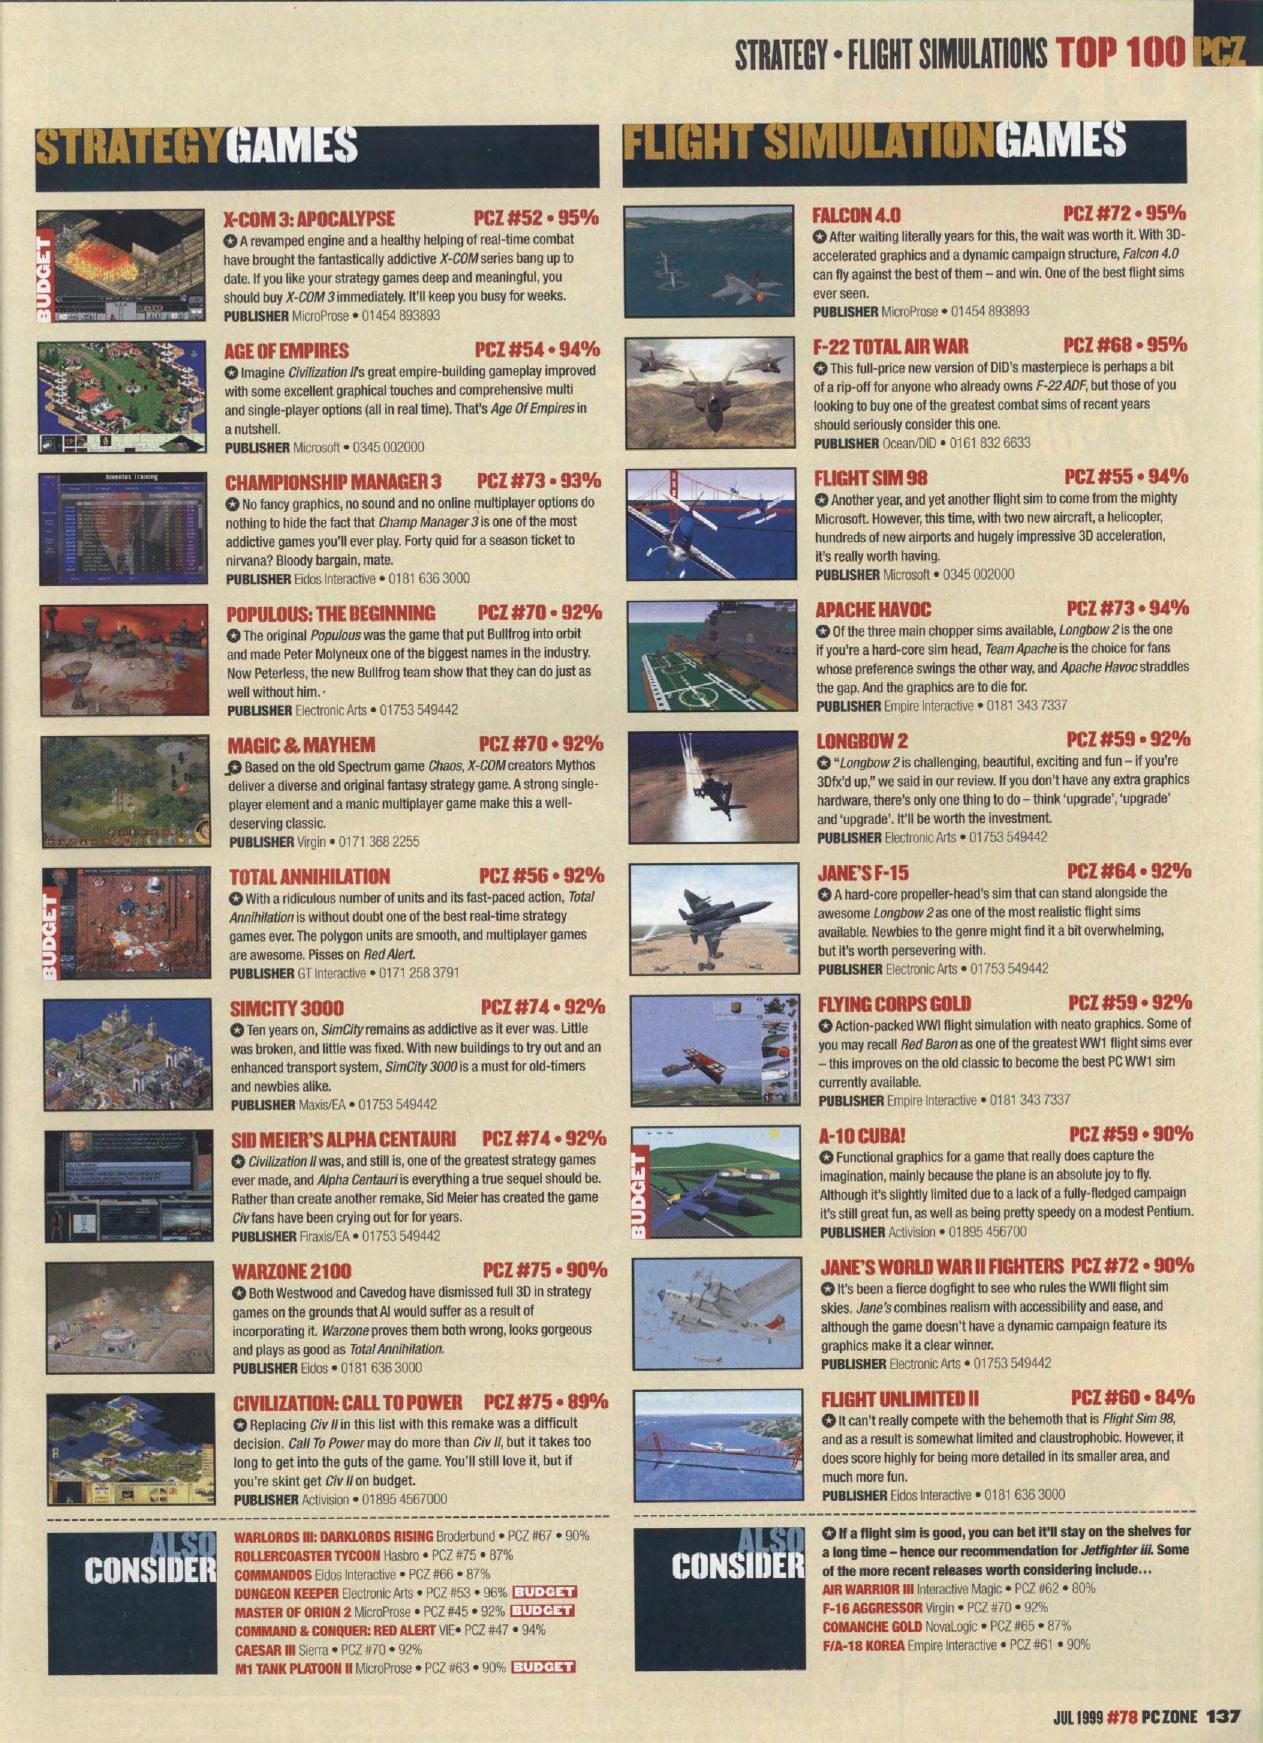 STRATEGY • FLIGHT SIMULATIONS TOP 100 PCZ
STRATEGYGAMES
BUDGET
X-COM 3: APOCALYPSE PCZ #52 • 95%
A revamped engine and a healthy helping of real-time combat
have brought the fantastically addictive X-COM series bang up to
date. If you like your strategy games deep and meaningful, you
should buy X-COM 3 immediately. It'll keep you busy for weeks.
PUBLISHER MicroProse • 01454 893893
AGE OF EMPIRES PCZ #54 • 94%
Imagine Civilization II's great empire-building gameplay improved
with some excellent graphical touches and comprehensive multi
and single-player options (all in real time). That's Age Of Empires in
a nutshell.
PUBLISHER Microsoft • 0345 002000
Juventus Training
CHAMPIONSHIP MANAGER 3 PCZ #73 • 93%
No fancy graphics, no sound and no online multiplayer options do
nothing to hide the fact that Champ Manager 3 is one of the most
addictive games you'll ever play. Forty quid for a season ticket to
nirvana? Bloody bargain, mate.
PUBLISHER Eidos Interactive • 0181 636 3000
POPULOUS: THE BEGINNING PCZ #70 • 92%
The original Populous was the game that put Bullfrog into orbit
and made Peter Molyneux one of the biggest names in the industry.
Now Peterless, the new Bullfrog team show that they can do just as
well without him.
PUBLISHER Electronic Arts • 01753 549442
MAGIC & MAYHEM PCZ #70 • 92%
Based on the old Spectrum game Chaos, X-COM creators Mythos
deliver a diverse and original fantasy strategy game. A strong single-
player element and a manic multiplayer game make this a well-
deserving classic.
PUBLISHER Virgin • 0171 368 2255
BUDGET
TOTAL ANNIHILATION PCZ #56 • 92%
With a ridiculous number of units and its fast-paced action, Total
Annihilation is without doubt one of the best real-time strategy
games ever. The polygon units are smooth, and multiplayer games
are awesome. Pisses on Red Alert.
PUBLISHER GT Interactive • 0171 258 3791
SIMCITY 3000 PCZ #74 • 92%
Ten years on, SimCity remains as addictive as it ever was. Little
was broken, and little was fixed. With new buildings to try out and an
enhanced transport system, SimCity 3000 is a must for old-timers
and newbies alike.
PUBLISHER Maxis/EA • 01753 549442
SID MEIER'S ALPHA CENTAURI PCZ #74 • 92%
Civilization II was, and still is, one of the greatest strategy games
ever made, and Alpha Centauri is everything a true sequel should be.
Rather than create another remake, Sid Meier has created the game
Civ fans have been crying out for for years.
PUBLISHER Firaxis/EA • 01753 549442
WARZONE 2100 PCZ #75 • 90%
Both Westwood and Cavedog have dismissed full 3D in strategy
games on the grounds that AI would suffer as a result of
incorporating it. Warzone proves them both wrong, looks gorgeous
and plays as good as Total Annihilation.
PUBLISHER Eidos • 0181 636 3000
CIVILIZATION: CALL TO POWER PCZ #75 • 89%
Replacing Civ II in this list with this remake was a difficult
decision. Call To Power may do more than Civ II, but it takes too
long to get into the guts of the game. You'll still love it, but if
you're skint get Civ II on budget.
PUBLISHER Activision • 01895 4567000
ALSO
CONSIDER
WARLORDS III: DARKLORDS RISING Broderbund • PCZ #67 • 90%
ROLLERCOASTER TYCOON Hasbro • PCZ #75 • 87%
COMMANDOS Eidos Interactive • PCZ #66 • 87%
DUNGEON KEEPER Electronic Arts • PCZ #53 • 96% BUDGET
MASTER OF ORION 2 MicroProse • PCZ #45 • 92% BUDGET
COMMAND & CONQUER: RED ALERT VIE • PCZ #47 • 94%
CAESAR III Sierra • PCZ #70 • 92%
M1 TANK PLATOON II MicroProse • PCZ #63 • 90% BUDGET
FLIGHT SIMULATIONGAMES
FALCON 4.0 PCZ #72 • 95%
After waiting literally years for this, the wait was worth it. With 3D-
accelerated graphics and a dynamic campaign structure, Falcon 4.0
can fly against the best of them – and win. One of the best flight sims
ever seen.
PUBLISHER MicroProse • 01454 893893
F-22 TOTAL AIR WAR PCZ #68 • 95%
This full-price new version of DID's masterpiece is perhaps a bit
of a rip-off for anyone who already owns F-22 ADF, but those of you
looking to buy one of the greatest combat sims of recent years
should seriously consider this one.
PUBLISHER Ocean/DID • 0161 832 6633
FLIGHT SIM 98 PCZ #55 • 94%
Another year, and yet another flight sim to come from the mighty
Microsoft. However, this time, with two new aircraft, a helicopter,
hundreds of new airports and hugely impressive 3D acceleration,
it's really worth having.
PUBLISHER Microsoft • 0345 002000
APACHE HAVOC PCZ #73 • 94%
Of the three main chopper sims available, Longbow 2 is the one
if you're a hard-core sim head, Team Apache is the choice for fans
whose preference swings the other way, and Apache Havoc straddles
the gap. And the graphics are to die for.
PUBLISHER Empire Interactive • 0181 343 7337
LONGBOW 2 PCZ #59 • 92%
"Longbow 2 is challenging, beautiful, exciting and fun – if you're
3Dfx'd up," we said in our review. If you don't have any extra graphics
hardware, there's only one thing to do – think 'upgrade', 'upgrade'
and 'upgrade'. It'll be worth the investment.
PUBLISHER Electronic Arts • 01753 549442
JANE'S F-15 PCZ #64 • 92%
A hard-core propeller-head's sim that can stand alongside the
awesome Longbow 2 as one of the most realistic flight sims
available. Newbies to the genre might find it a bit overwhelming,
but it's worth persevering with.
PUBLISHER Electronic Arts • 01753 549442
FLYING CORPS GOLD PCZ #59 • 92%
Action-packed WWI flight simulation with neato graphics. Some of
you may recall Red Baron as one of the greatest WW1 flight sims ever
– this improves on the old classic to become the best PC WW1 sim
currently available.
PUBLISHER Empire Interactive • 0181 343 7337
BUDGET
A-10 CUBA! PCZ #59 • 90%
Functional graphics for a game that really does capture the
imagination, mainly because the plane is an absolute joy to fly.
Although it's slightly limited due to a lack of a fully-fledged campaign
it's still great fun, as well as being pretty speedy on a modest Pentium.
PUBLISHER Activision • 01895 456700
JANE'S WORLD WAR II FIGHTERS PCZ #72 • 90%
It's been a fierce dogfight to see who rules the WWII flight sim
skies. Jane's combines realism with accessibility and ease, and
although the game doesn't have a dynamic campaign feature its
graphics make it a clear winner.
PUBLISHER Electronic Arts • 01753 549442
FLIGHT UNLIMITED II PCZ #60 • 84%
It can't really compete with the behemoth that is Flight Sim 98,
and as a result is somewhat limited and claustrophobic. However, it
does score highly for being more detailed in its smaller area, and
much more fun.
PUBLISHER Eidos Interactive • 0181 636 3000
ALSO
CONSIDER
If a flight sim is good, you can bet it'll stay on the shelves for
a long time – hence our recommendation for Jetfighter iii. Some
of the more recent releases worth considering include...
AIR WARRIOR III Interactive Magic • PCZ #62 • 80%
F-16 AGGRESSOR Virgin • PCZ #70 • 92%
COMANCHE GOLD NovaLogic • PCZ #65 • 87%
F/A-18 KOREA Empire Interactive • PCZ #61 • 90%
JUL 1999 #78 PC ZONE 137